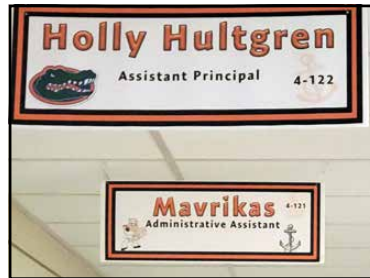 Holly Hultgren
Assistant Principal
4-122
Mavrikas
4-121
Administrative Assistant